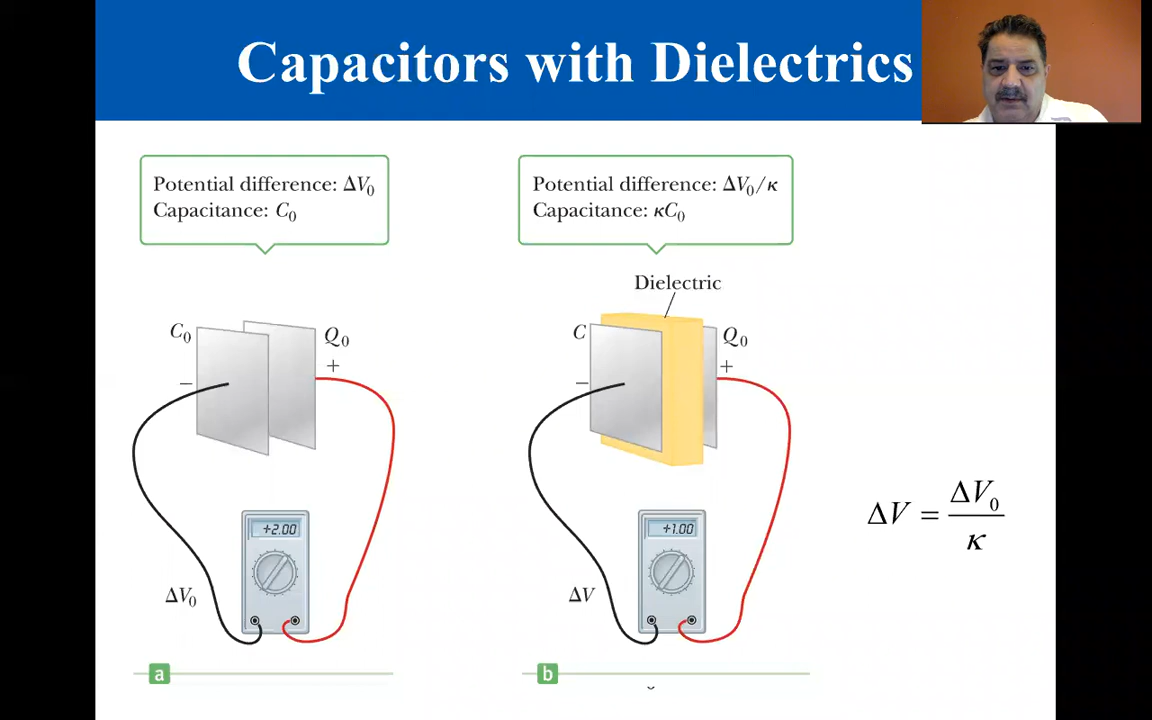 Capacitors with Dielectrics
Potential difference: ΔV₀
Capacitance: C₀
Potential difference: ΔV₀/κ
Capacitance: κC₀
Dielectric
C₀
Q₀
−
+
C
Q₀
−
+
+2.00
+1.00
ΔV = ΔV₀/κ
ΔV₀
ΔV
a
b